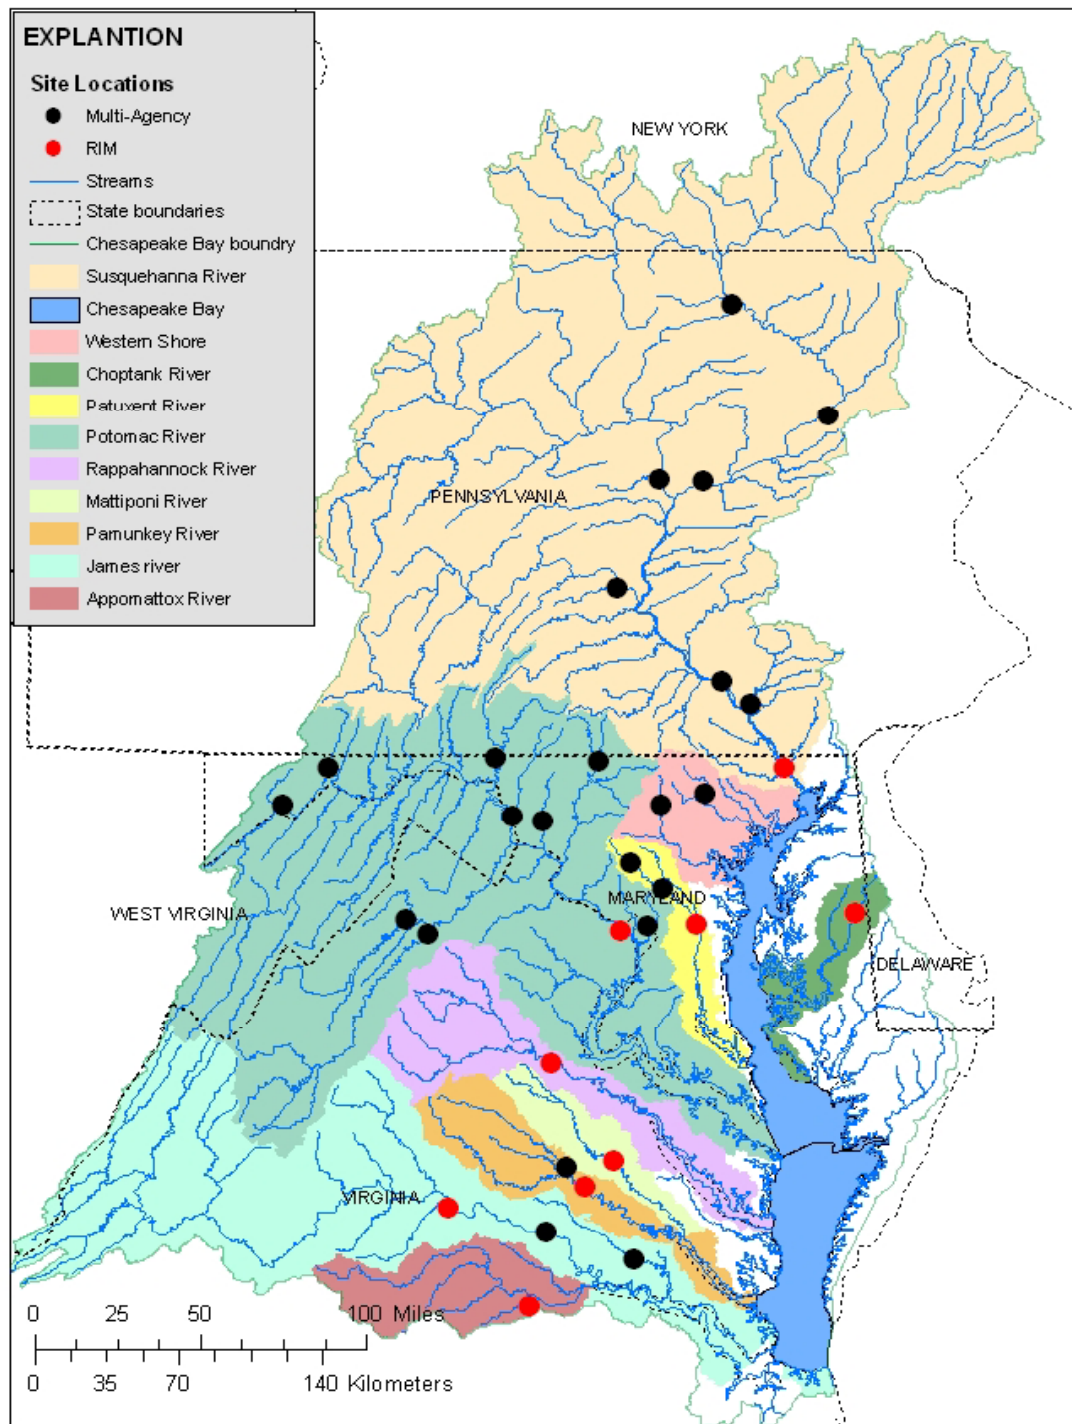 EXPLANTION
Site Locations
Multi-Agency
RIM
Streams
State boundaries
Chesapeake Bay boundry
Susquehanna River
Chesapeake Bay
Western Shore
Choptank River
Patuxent River
Potomac River
Rappahannock River
Mattiponi River
Pamunkey River
James river
Appomattox River
NEW YORK
PENNSYLVANIA
MARYLAND
WEST VIRGINIA
DELAWARE
VIRGINIA
0 25 50 100 Miles
0 35 70 140 Kilometers